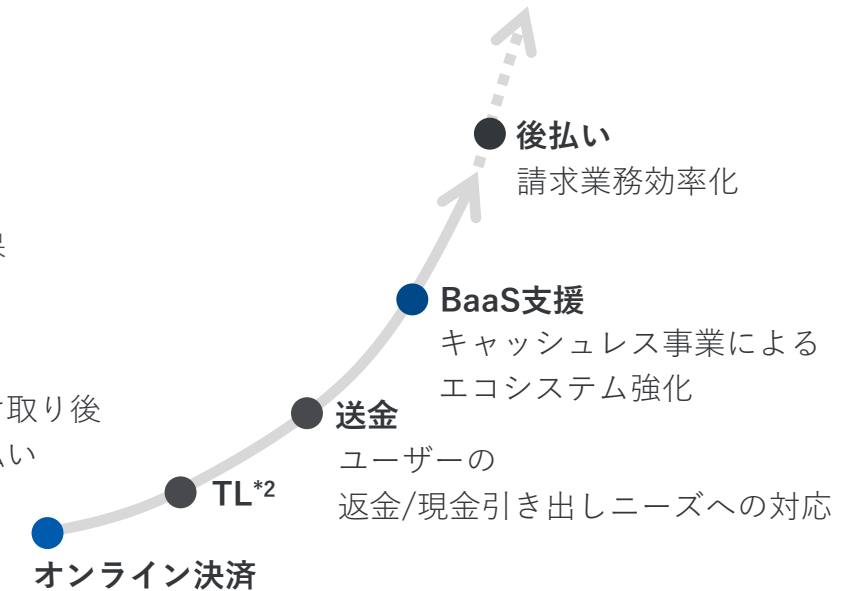 後払い
請求業務効率化
BaaS支援
キャッシュレス事業による
エコシステム強化
取り後
送金
払い
ユーザーの
返金/現金引き出しニーズへの対応
TL*2
オンライン決済